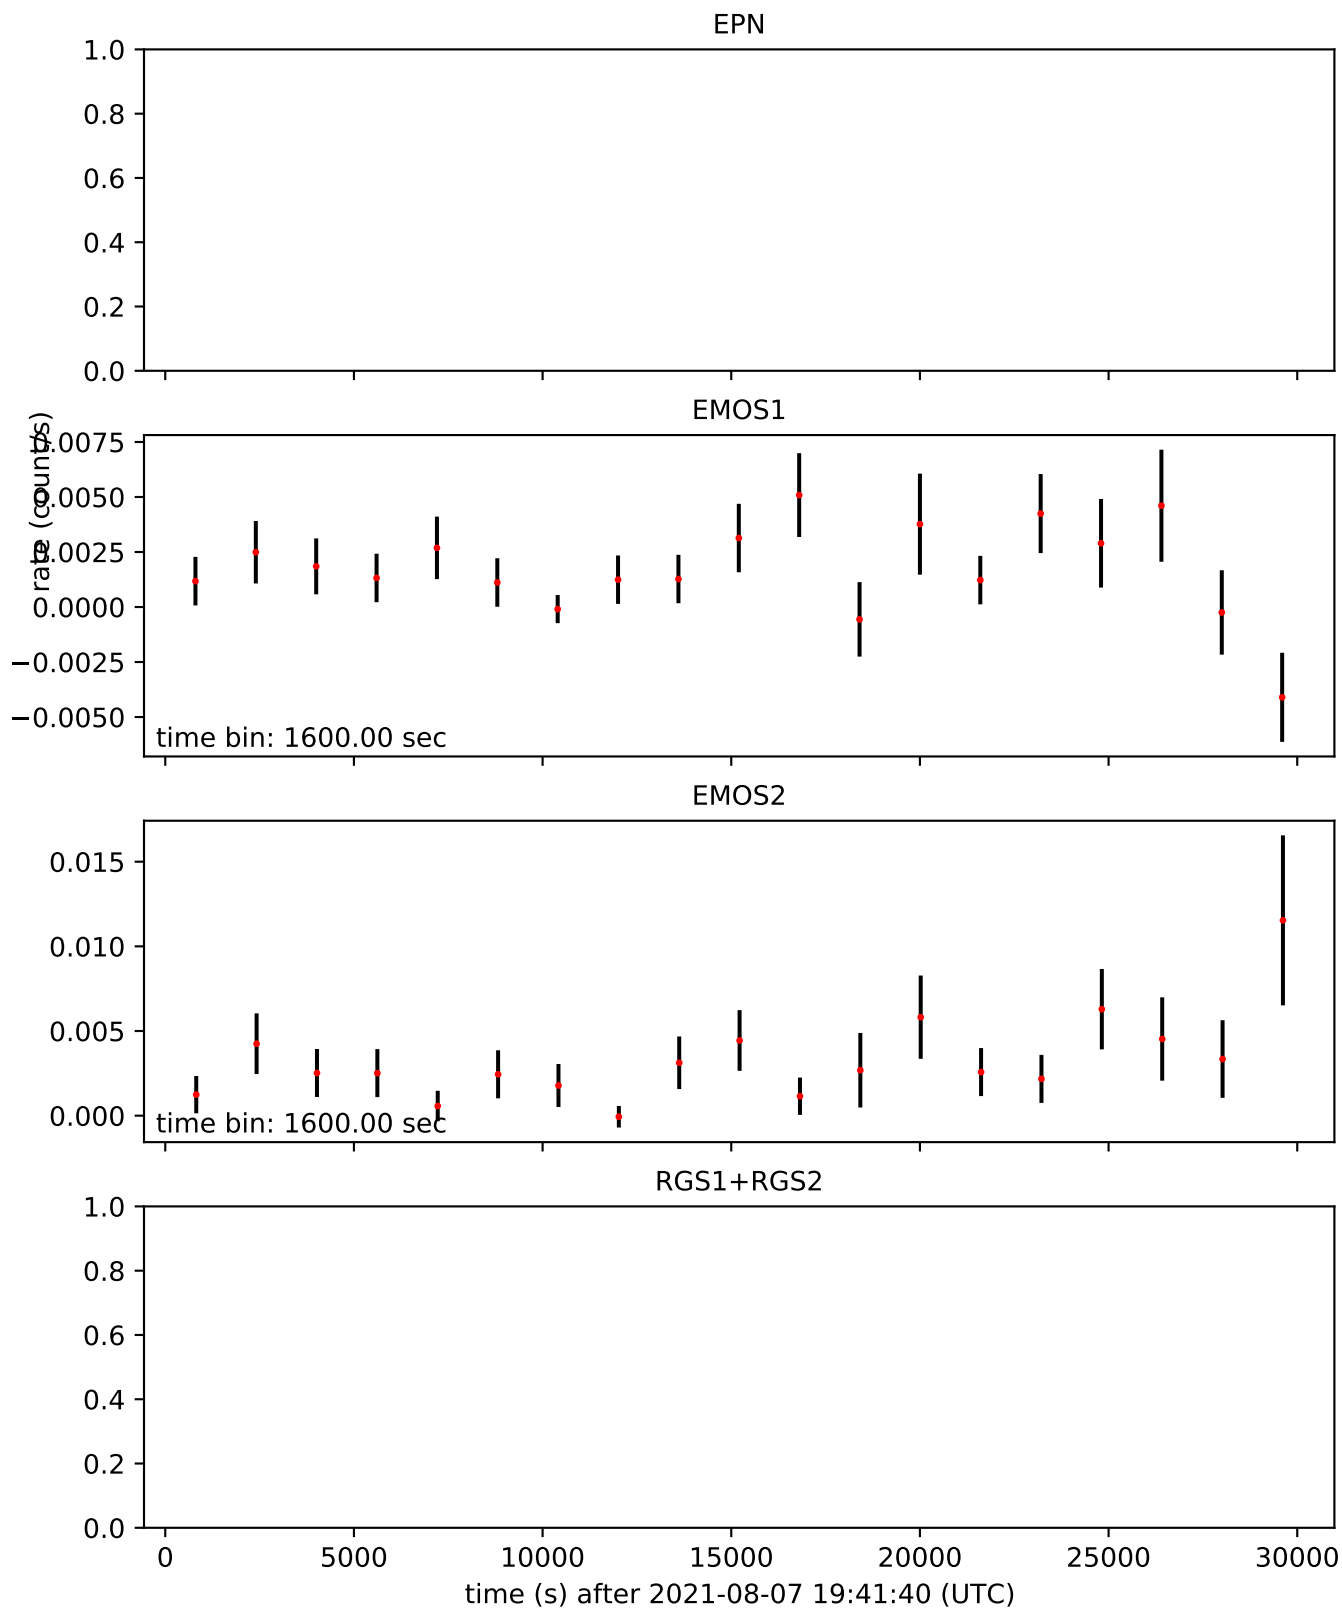 EPN
1.0
0.8
0.6
0.4
0.2
0.0
EMOS1
rate (count/s)
0.0075
0.0050
0.0025
0.0000
−0.0025
−0.0050
time bin: 1600.00 sec
EMOS2
0.015
0.010
0.005
0.000
time bin: 1600.00 sec
RGS1+RGS2
1.0
0.8
0.6
0.4
0.2
0.0
0 5000 10000 15000 20000 25000 30000
time (s) after 2021-08-07 19:41:40 (UTC)